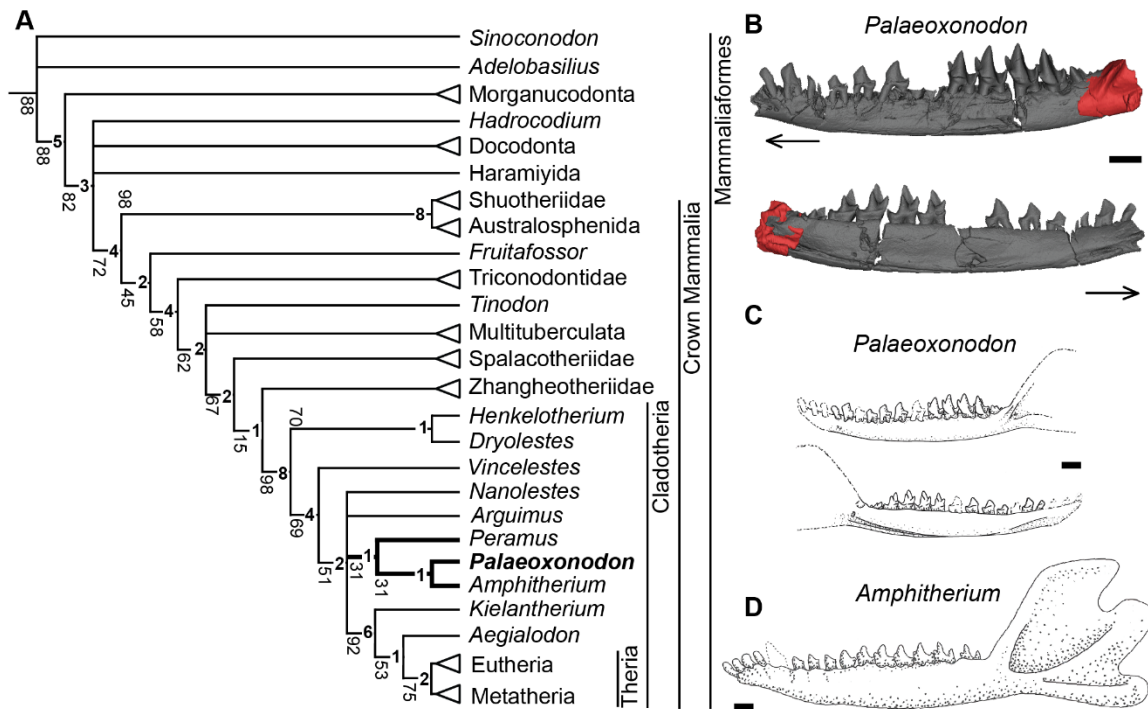 A
Sinoconodon
Adelobasilius
88
Morganucodonta
5
88
Hadrocodium
Docodonta
3
82
Haramiyida
98
Shuotheriidae
8
Australosphenida
4
72
Fruitafossor
2
45
Triconodontidae
4
58
Tinodon
Multituberculata
2
62
Spalacotheriidae
2
67
Zhangheotheriidae
1
15
70
Henkelotherium
1
Dryolestes
8
98
Vincelestes
4
69
Nanolestes
Arguimus
2
51
Peramus
1
31
Palaeoxonodon
1
31
Amphitherium
Kielantherium
6
92
Aegialodon
1
53
Eutheria
2
75
Metatheria
Theria
Cladotheria
Crown Mammalia
Mammaliaformes
B
Palaeoxonodon
C
Palaeoxonodon
D
Amphitherium